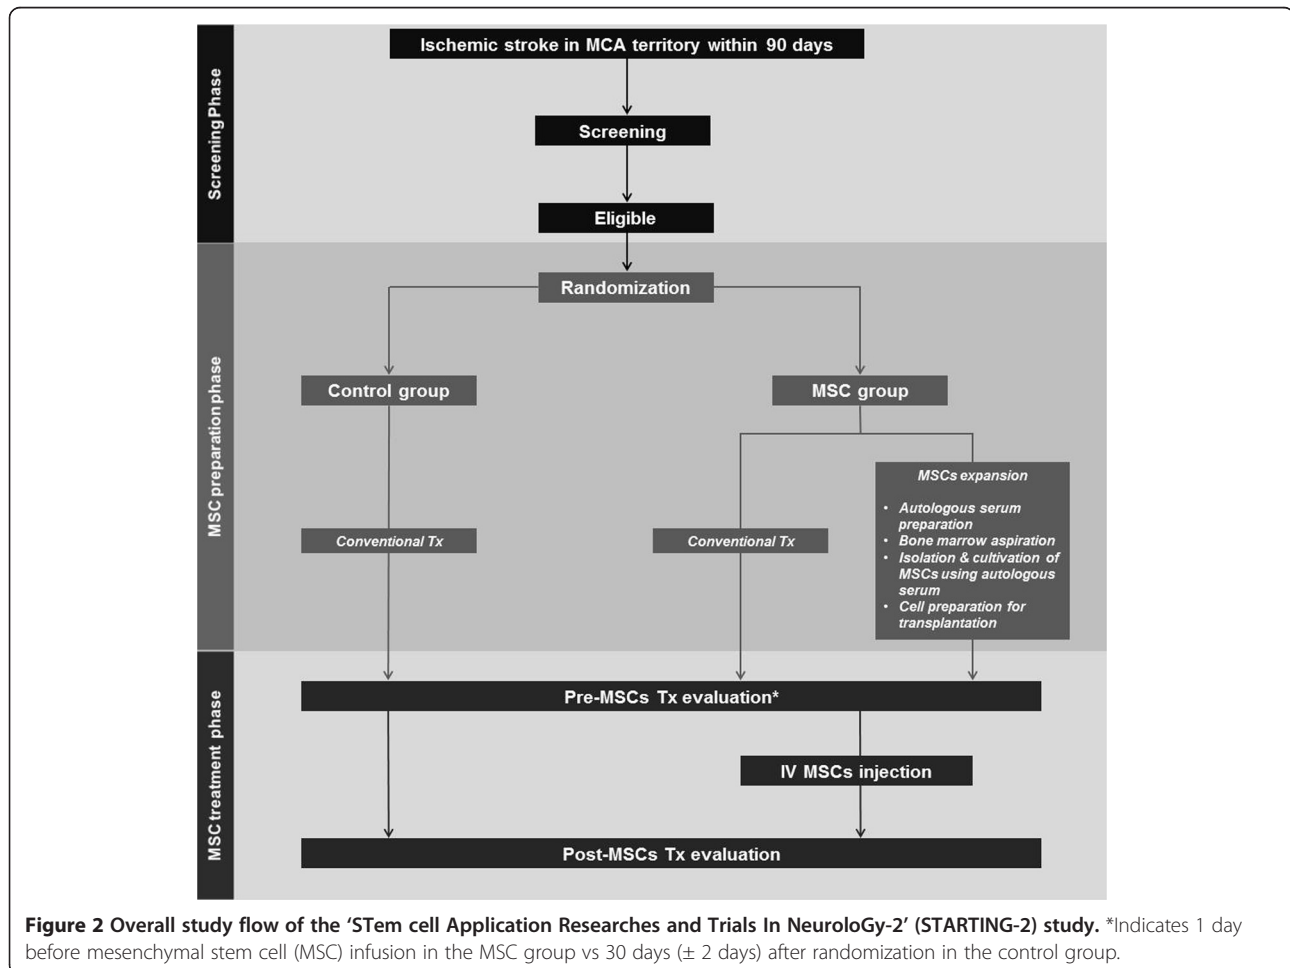 Screening Phase
Ischemic stroke in MCA territory within 90 days
Screening
Eligible
MSC preparation phase
Randomization
Control group
MSC group
MSCs expansion
• Autologous serum
preparation
• Bone marrow aspiration
• Isolation & cultivation of
MSCs using autologous
serum
• Cell preparation for
transplantation
Conventional Tx
Conventional Tx
MSC treatment phase
Pre-MSCs Tx evaluation*
IV MSCs injection
Post-MSCs Tx evaluation
Figure 2 Overall study flow of the ‘STem cell Application Researches and Trials In NeuroloGy-2’ (STARTING-2) study. *Indicates 1 day
before mesenchymal stem cell (MSC) infusion in the MSC group vs 30 days (± 2 days) after randomization in the control group.